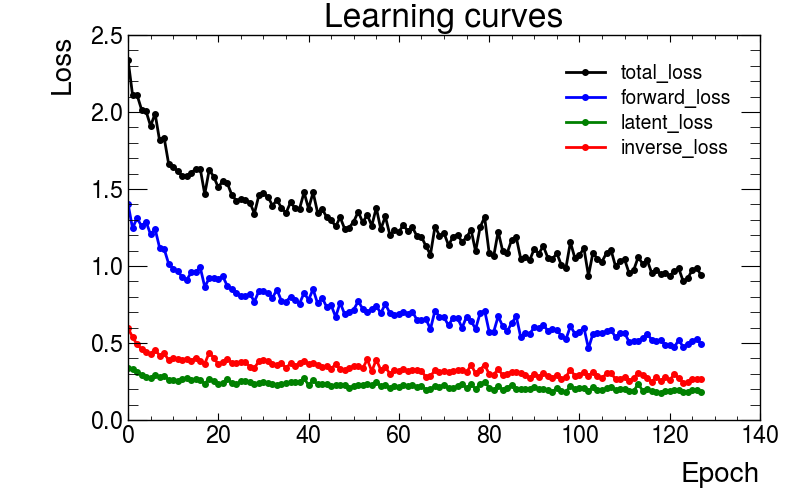 Learning curves
Loss
2.5
2.0
1.5
1.0
0.5
0.0
total_loss
forward_loss
latent_loss
inverse_loss
0 20 40 60 80 100 120 140
Epoch